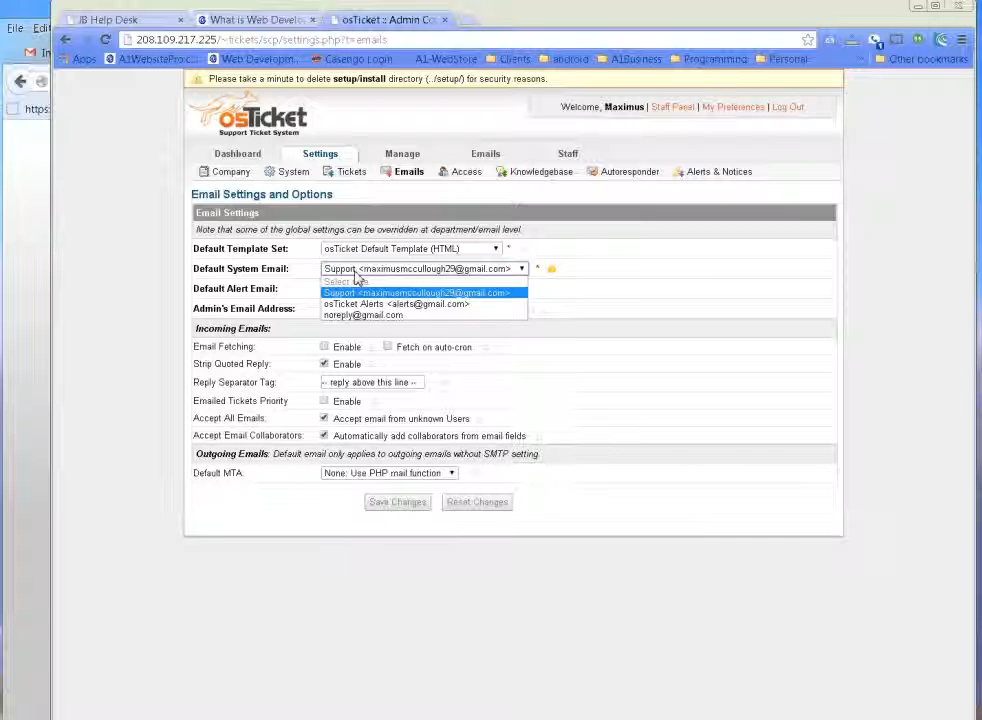 JB Help Desk × What is Web Develo × osTicket :: Admin Co ×
File Edi
208.109.217.225/~tickets/scp/settings.php?t=emails
Apps A1WebsitePro Web Developm Casengo Login A1-WebStore Clients android A1Business Programming Personal » Other bookmarks
https:
Please take a minute to delete setup/install directory (../setup/) for security reasons.
osTicket
Support Ticket System
Welcome, Maximus | Staff Panel | My Preferences | Log Out
Dashboard Settings Manage Emails Staff
Company System Tickets Emails Access Knowledgebase Autoresponder Alerts & Notices
Email Settings and Options
Email Settings
Note that some of the global settings can be overridden at department/email level.
Default Template Set: osTicket Default Template (HTML) *
Default System Email: Support <maximusmccullough29@gmail.com> *
Select
Default Alert Email: Support <maximusmccullough29@gmail.com>
osTicket Alerts <alerts@gmail.com>
Admin's Email Address: noreply@gmail.com
Incoming Emails:
Email Fetching: Enable Fetch on auto-cron
Strip Quoted Reply: Enable
Reply Separator Tag: -- reply above this line --
Emailed Tickets Priority Enable
Accept All Emails: Accept email from unknown Users
Accept Email Collaborators: Automatically add collaborators from email fields
Outgoing Emails: Default email only applies to outgoing emails without SMTP setting.
Default MTA: None: Use PHP mail function
Save Changes Reset Changes